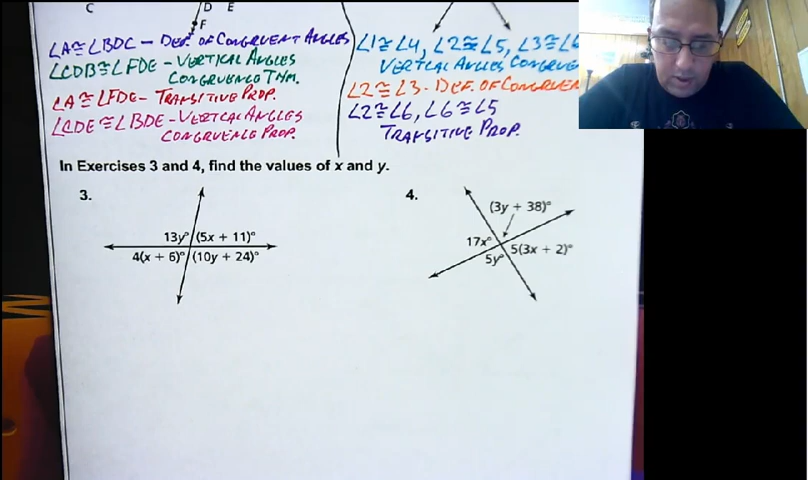 C
D E
F
∠A≅∠BDC – DEF. OF CONGRUENT ANGLES
∠CDB≅∠FDE – VERTICAL ANGLES
CONGRUENCE THM.
∠A≅∠FDE – TRANSITIVE PROP.
∠CDE≅∠BDE – VERTICAL ANGLES
CONGRUENCE PROP.
∠1≅∠4, ∠2≅∠5, ∠3≅∠6
VERTICAL ANGLES CONGRUE
∠2≅∠3 – DEF. OF CONGRUEN
∠2≅∠6, ∠6≅∠5
TRANSITIVE PROP.
In Exercises 3 and 4, find the values of x and y.
3.
13y° (5x + 11)°
4(x + 6)° (10y + 24)°
4.
(3y + 38)°
17x°
5(3x + 2)°
5y°